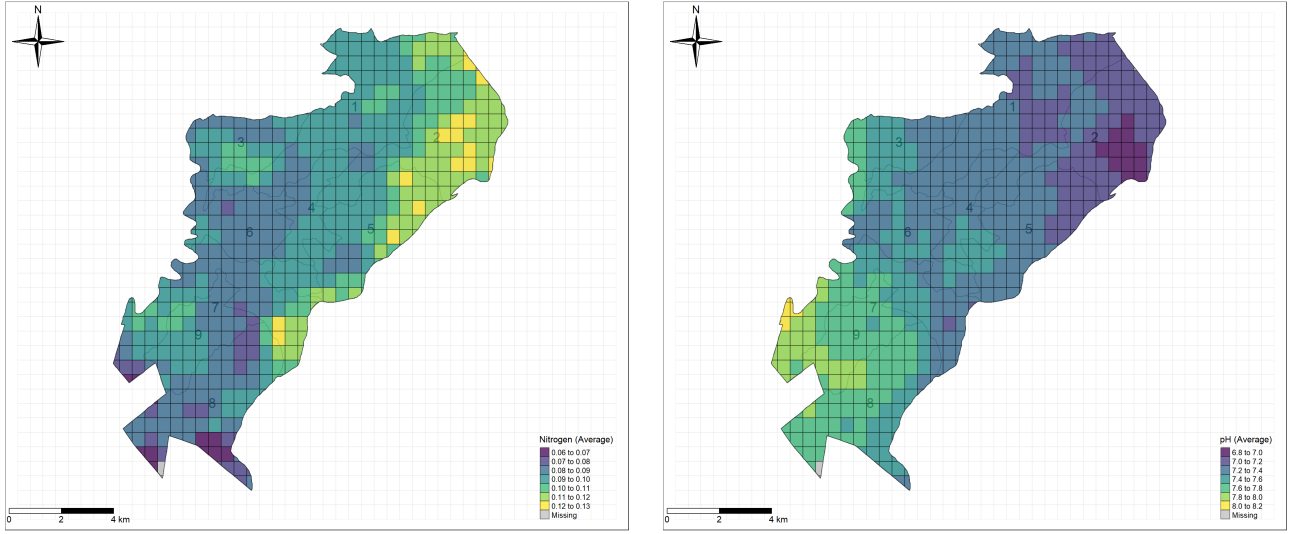 N
1
2
3
4
5
6
7
9
8
Nitrogen (Average)
0.06 to 0.07
0.07 to 0.08
0.08 to 0.09
0.09 to 0.10
0.10 to 0.11
0.11 to 0.12
0.12 to 0.13
Missing
0 2 4 km
N
1
2
3
4
5
6
7
9
8
pH (Average)
6.8 to 7.0
7.0 to 7.2
7.2 to 7.4
7.4 to 7.6
7.6 to 7.8
7.8 to 8.0
8.0 to 8.2
Missing
0 2 4 km